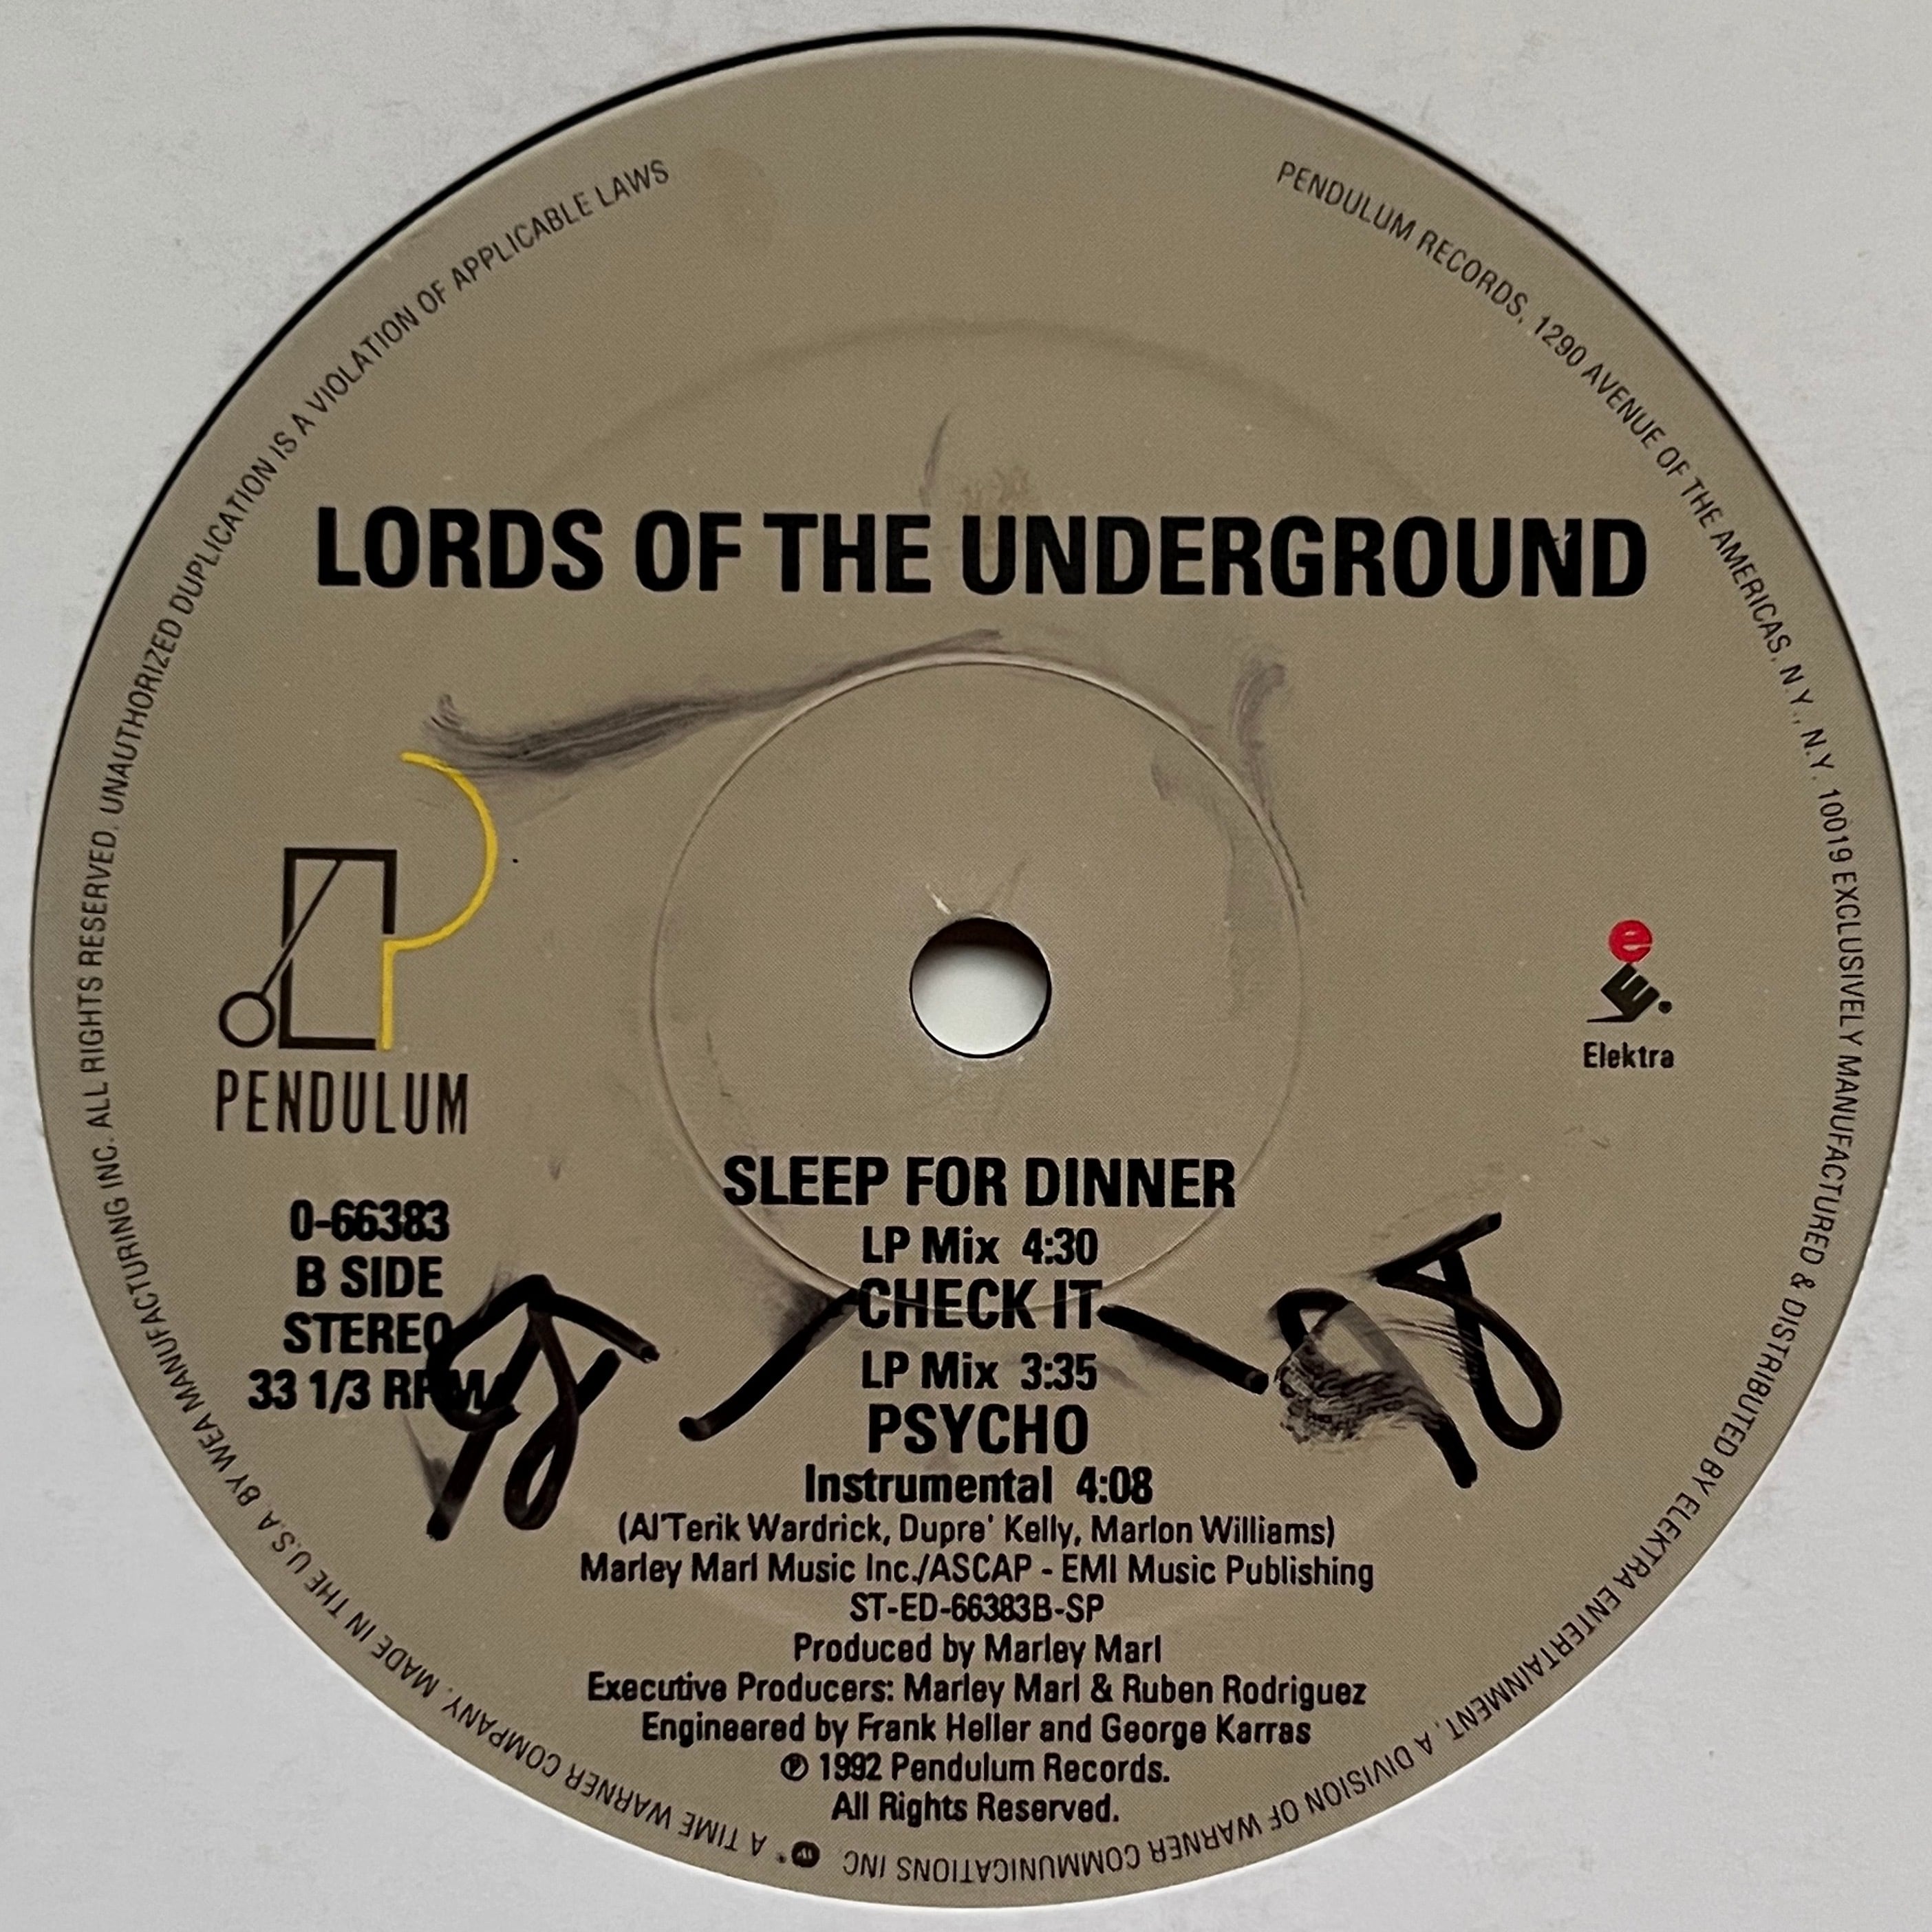 LORDS OF THE UNDERGROUND
PENDULUM
e
Elektra
0-66383
B SIDE
STEREO
33 1/3 RPM
SLEEP FOR DINNER
LP Mix 4:30
CHECK IT
LP Mix 3:35
PSYCHO
Instrumental 4:08
(Al'Terik Wardrick, Dupre' Kelly, Marlon Williams)
Marley Marl Music Inc./ASCAP - EMI Music Publishing
ST-ED-66383B-SP
Produced by Marley Marl
Executive Producers: Marley Marl & Ruben Rodriguez
Engineered by Frank Heller and George Karras
℗ 1992 Pendulum Records.
All Rights Reserved.
PENDULUM RECORDS, 1290 AVENUE OF THE AMERICAS, N.Y., N.Y. 10019 EXCLUSIVELY MANUFACTURED & DISTRIBUTED BY ELEKTRA ENTERTAINMENT, A DIVISION OF WARNER COMMUNICATIONS INC. A TIME WARNER COMPANY. MADE IN THE U.S.A. BY WEA MANUFACTURING INC. ALL RIGHTS RESERVED. UNAUTHORIZED DUPLICATION IS A VIOLATION OF APPLICABLE LAWS